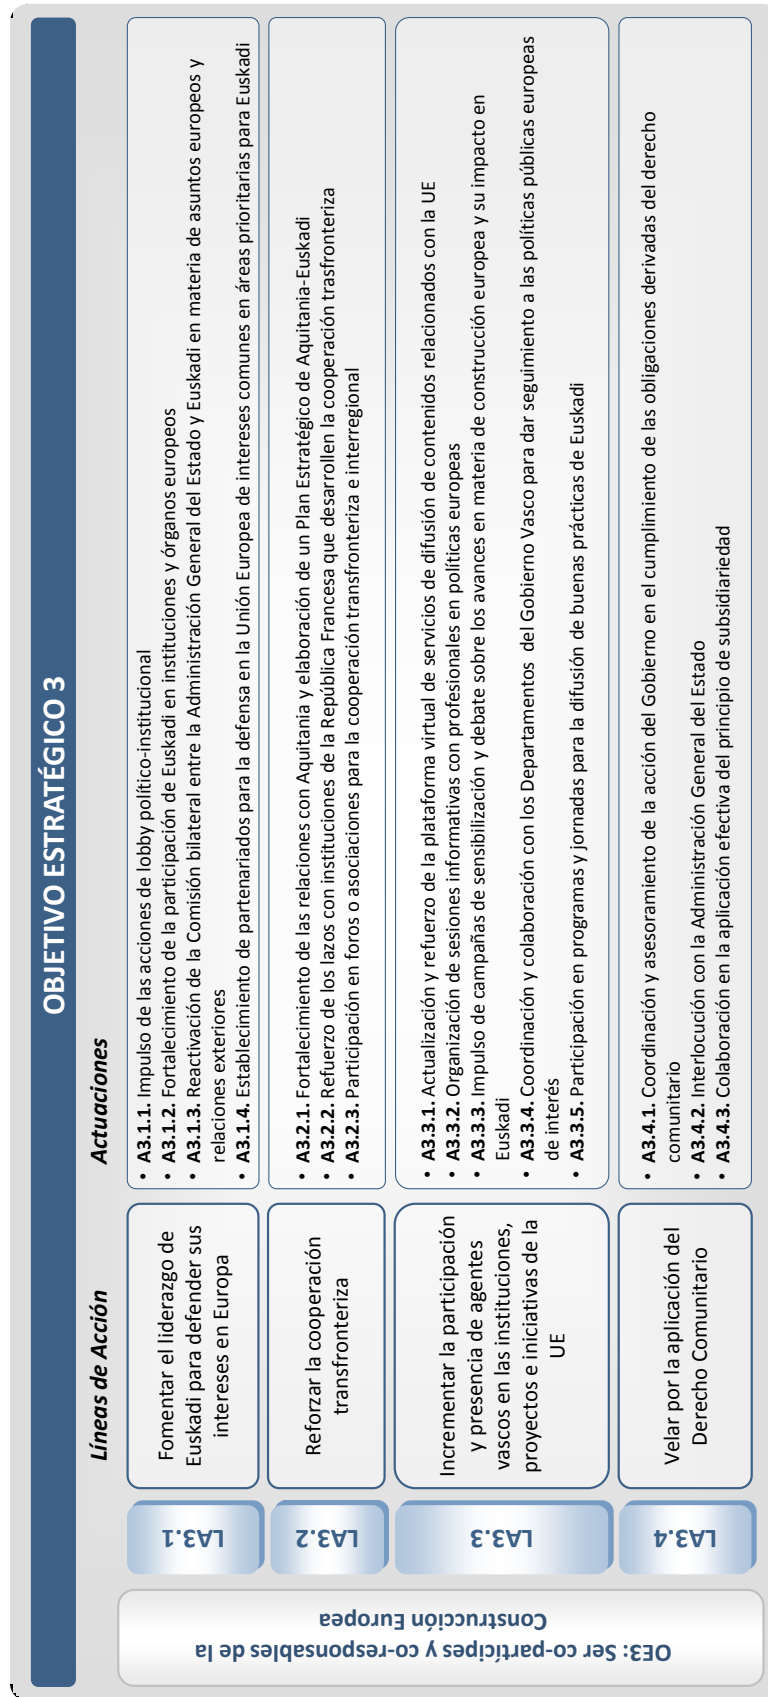 OBJETIVO ESTRATÉGICO 3
Líneas de Acción
Actuaciones
OE3: Ser co-partícipes y co-responsables de la
Construcción Europea
LA3.1
Fomentar el liderazgo de
Euskadi para defender sus
intereses en Europa
• A3.1.1. Impulso de las acciones de lobby político-institucional
• A3.1.2. Fortalecimiento de la participación de Euskadi en instituciones y órganos europeos
• A3.1.3. Reactivación de la Comisión bilateral entre la Administración General del Estado y Euskadi en materia de asuntos europeos y
relaciones exteriores
• A3.1.4. Establecimiento de partenariados para la defensa en la Unión Europea de intereses comunes en áreas prioritarias para Euskadi
LA3.2
Reforzar la cooperación
transfronteriza
• A3.2.1. Fortalecimiento de las relaciones con Aquitania y elaboración de un Plan Estratégico de Aquitania-Euskadi
• A3.2.2. Refuerzo de los lazos con instituciones de la República Francesa que desarrollen la cooperación trasfronteriza
• A3.2.3. Participación en foros o asociaciones para la cooperación transfronteriza e interregional
LA3.3
Incrementar la participación
y presencia de agentes
vascos en las instituciones,
proyectos e iniciativas de la
UE
• A3.3.1. Actualización y refuerzo de la plataforma virtual de servicios de difusión de contenidos relacionados con la UE
• A3.3.2. Organización de sesiones informativas con profesionales en políticas europeas
• A3.3.3. Impulso de campañas de sensibilización y debate sobre los avances en materia de construcción europea y su impacto en
Euskadi
• A3.3.4. Coordinación y colaboración con los Departamentos del Gobierno Vasco para dar seguimiento a las políticas públicas europeas
de interés
• A3.3.5. Participación en programas y jornadas para la difusión de buenas prácticas de Euskadi
LA3.4
Velar por la aplicación del
Derecho Comunitario
• A3.4.1. Coordinación y asesoramiento de la acción del Gobierno en el cumplimiento de las obligaciones derivadas del derecho
comunitario
• A3.4.2. Interlocución con la Administración General del Estado
• A3.4.3. Colaboración en la aplicación efectiva del principio de subsidiariedad